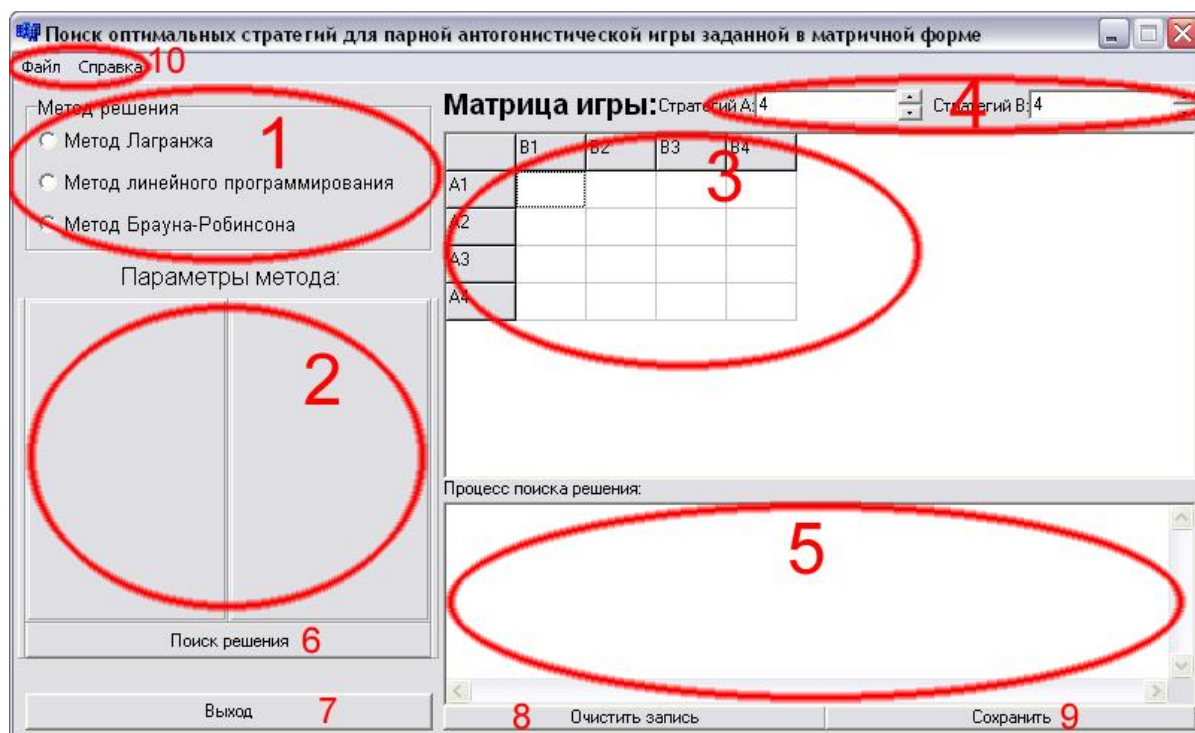 Поиск оптимальных стратегий для парной антогонистической игры заданной в матричной форме
Файл Справка 10
Метод решения
Метод Лагранжа
Метод линейного программирования
Метод Брауна-Робинсона
1
Параметры метода:
2
Поиск решения 6
Выход 7
Матрица игры: Стратегий А: 4 Стратегий В: 4
4
B1 B2 B3 B4
A1
A2
A3
A4
3
Процесс поиска решения:
5
8 Очистить запись Сохранить 9